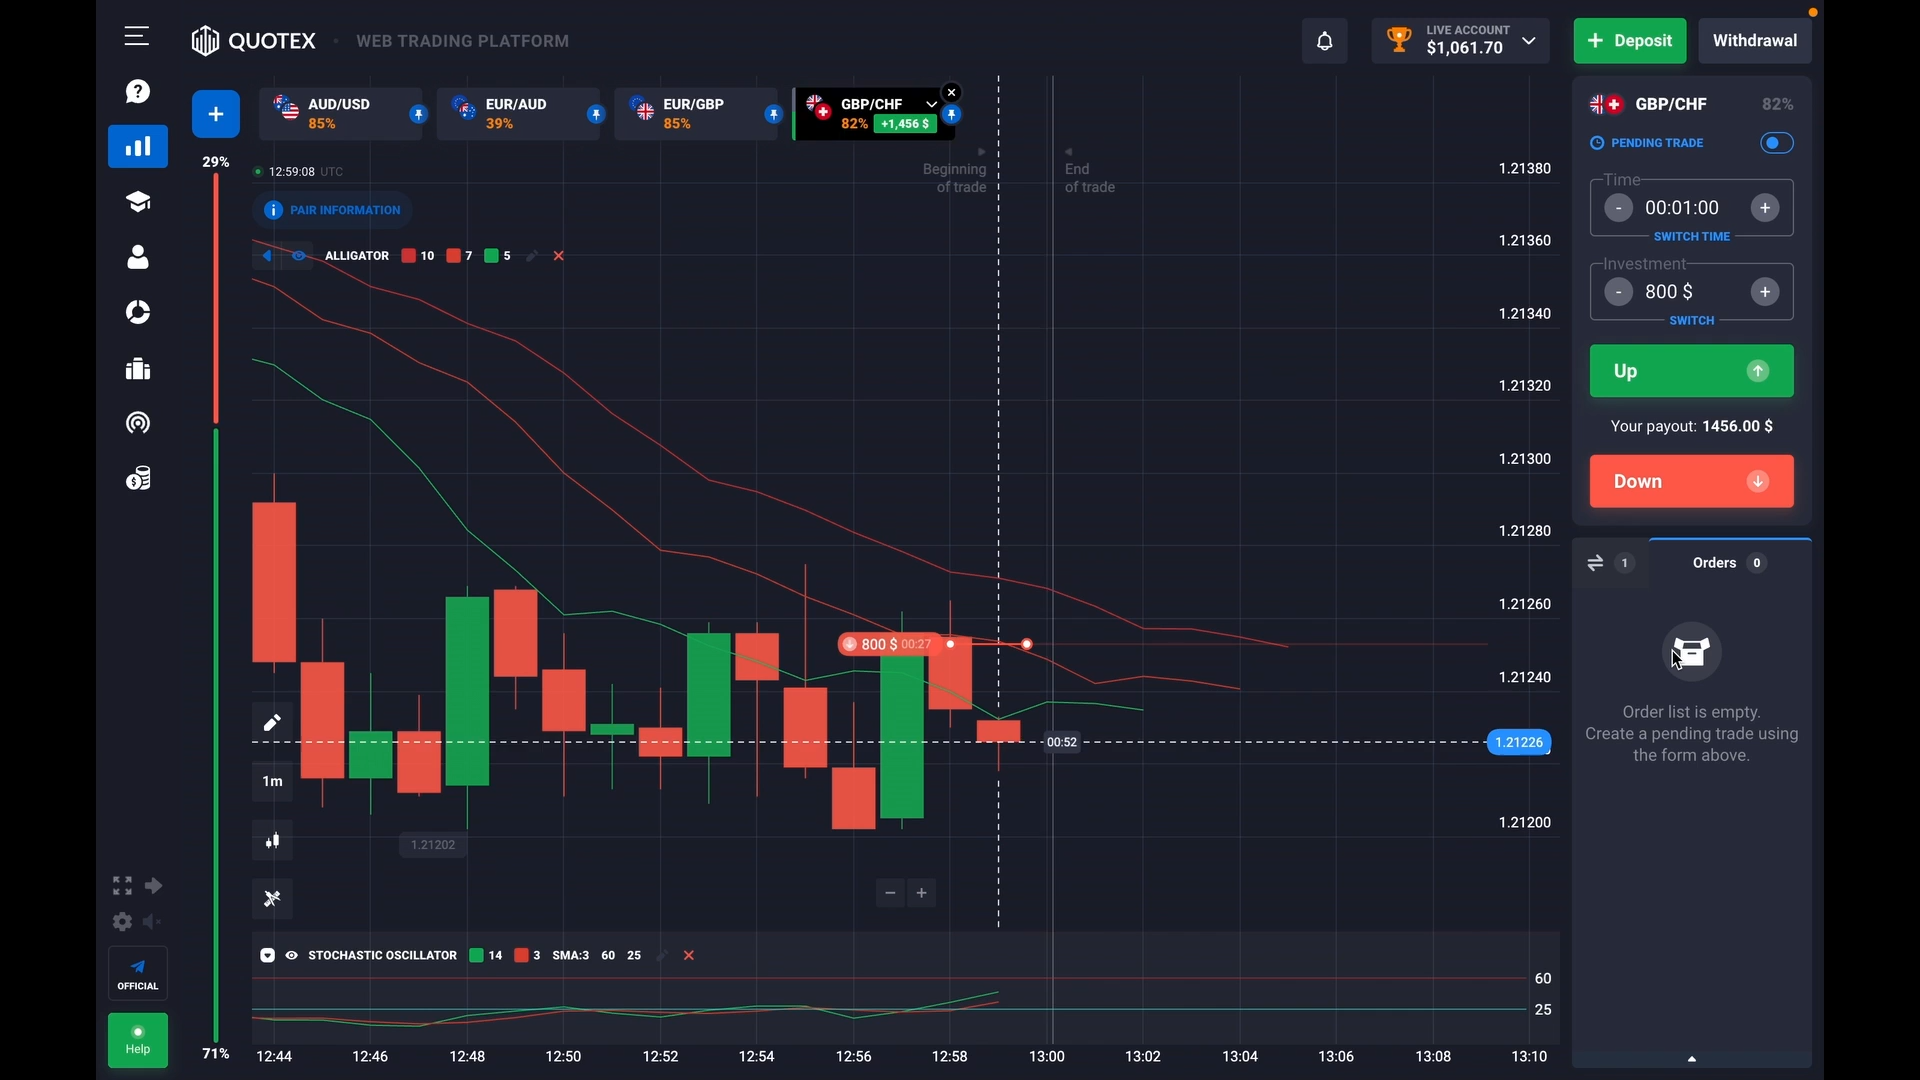 QUOTEX
WEB TRADING PLATFORM
LIVE ACCOUNT
$1,061.70
+ Deposit
Withdrawal
+
AUD/USD
85%
EUR/AUD
39%
EUR/GBP
85%
GBP/CHF
82% +1,456 $
29%
12:59:08 UTC
PAIR INFORMATION
ALLIGATOR 10 7 5
Beginning
of trade
End
of trade
1.21380
1.21360
1.21340
1.21320
1.21300
1.21280
1.21260
1.21240
1.21226
1.21200
800 $ 00:27
00:52
1m
1.21202
STOCHASTIC OSCILLATOR 14 3 SMA:3 60 25
60
25
71%
12:44 12:46 12:48 12:50 12:52 12:54 12:56 12:58 13:00 13:02 13:04 13:06 13:08 13:10
OFFICIAL
Help
GBP/CHF 82%
PENDING TRADE
Time
- 00:01:00 +
SWITCH TIME
Investment
- 800 $ +
SWITCH
Up
Your payout: 1456.00 $
Down
1
Orders 0
Order list is empty.
Create a pending trade using
the form above.